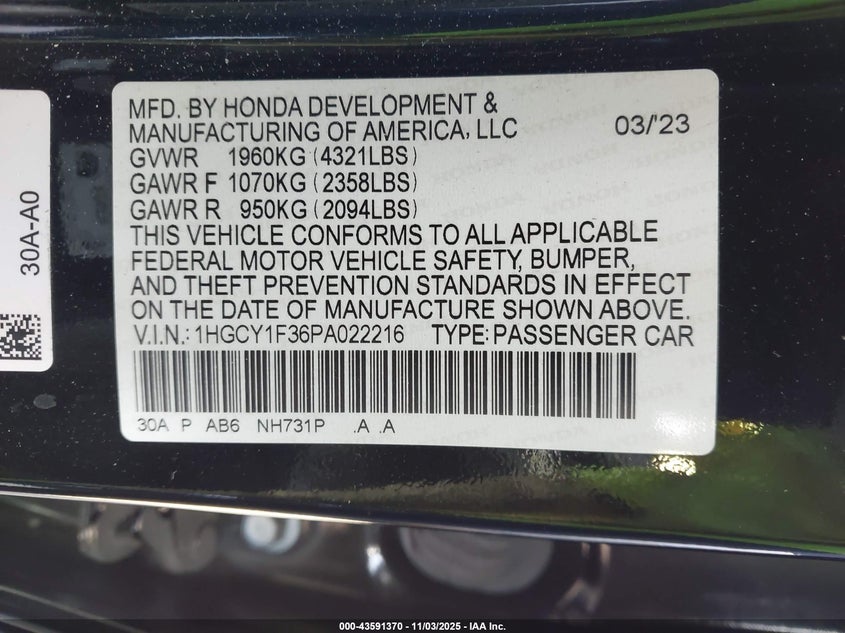 MFD. BY HONDA DEVELOPMENT &
MANUFACTURING OF AMERICA, LLC 03/'23
GVWR 1960KG (4321LBS)
GAWR F 1070KG (2358LBS)
GAWR R 950KG (2094LBS)
THIS VEHICLE CONFORMS TO ALL APPLICABLE
FEDERAL MOTOR VEHICLE SAFETY, BUMPER,
AND THEFT PREVENTION STANDARDS IN EFFECT
ON THE DATE OF MANUFACTURE SHOWN ABOVE.
V.I.N.: 1HGCY1F36PA022216 TYPE: PASSENGER CAR
30A P AB6 NH731P .A .A
30A-A0
000-43591370 - 11/03/2025 - IAA Inc.